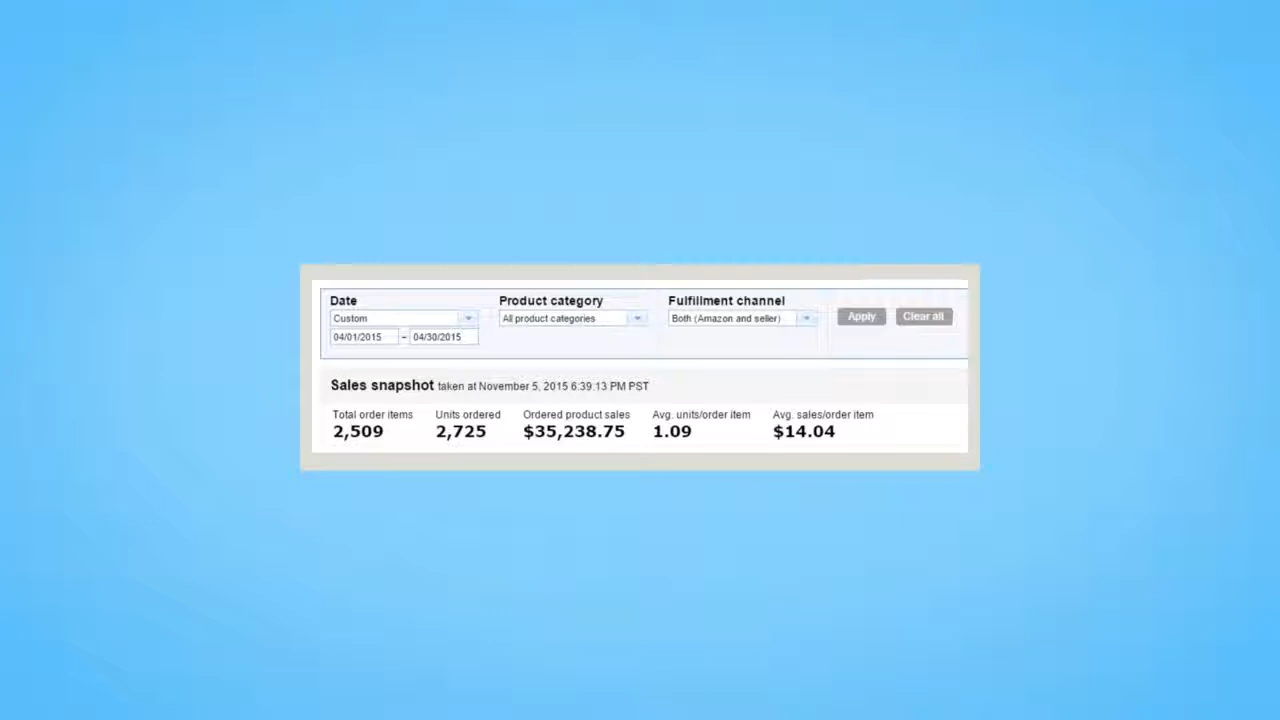 Date Product category Fulfillment channel
Custom All product categories Both (Amazon and seller) Apply Clear all
04/01/2015 – 04/30/2015
Sales snapshot taken at November 5, 2015 6:39:13 PM PST
Total order items Units ordered Ordered product sales Avg. units/order item Avg. sales/order item
2,509 2,725 $35,238.75 1.09 $14.04